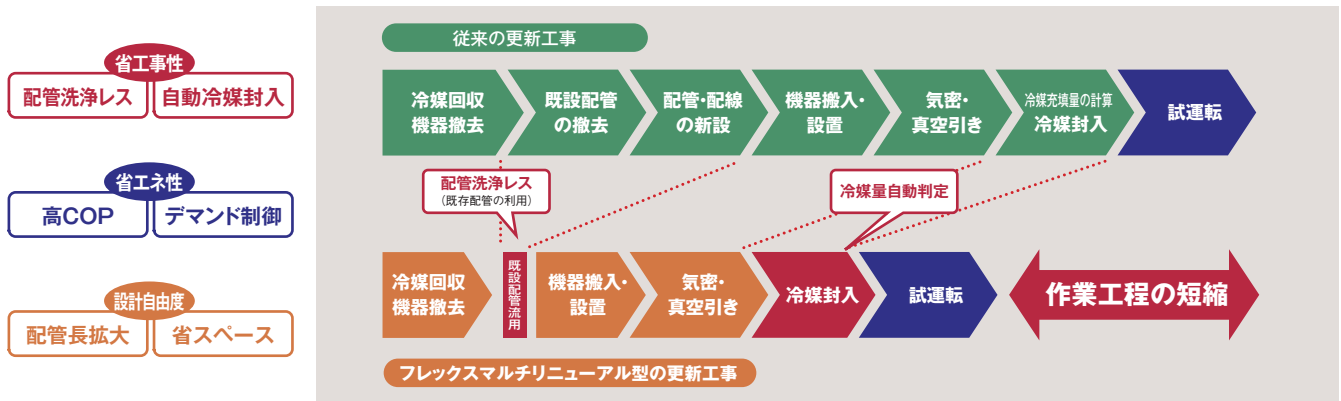 省工事性
配管洗浄レス
自動冷媒封入
省エネ性
高COP
デマンド制御
設計自由度
配管長拡大
省スペース
従来の更新工事
冷媒回収
機器撤去
既設配管
の撤去
配管・配線
の新設
機器搬入・
設置
気密・
真空引き
冷媒充填量の計算
冷媒封入
試運転
配管洗浄レス
(既存配管の利用)
冷媒量自動判定
冷媒回収
機器撤去
既設配管流用
機器搬入・
設置
気密・
真空引き
冷媒封入
試運転
作業工程の短縮
フレックスマルチリニューアル型の更新工事